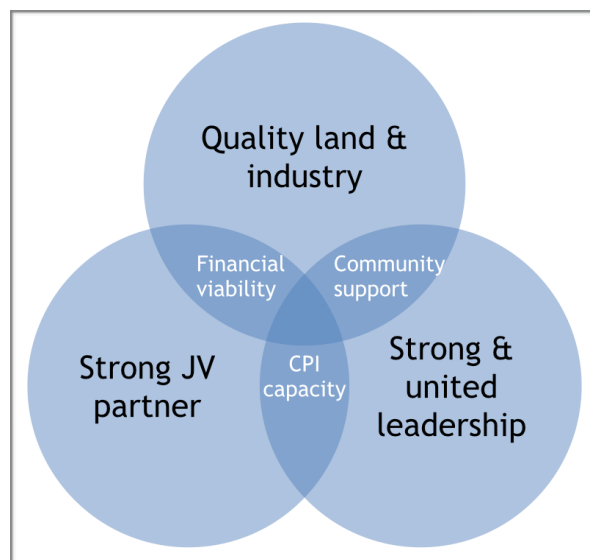 Quality land &
industry
Financial
viability
Community
support
Strong JV
partner
CPI
capacity
Strong &
united
leadership